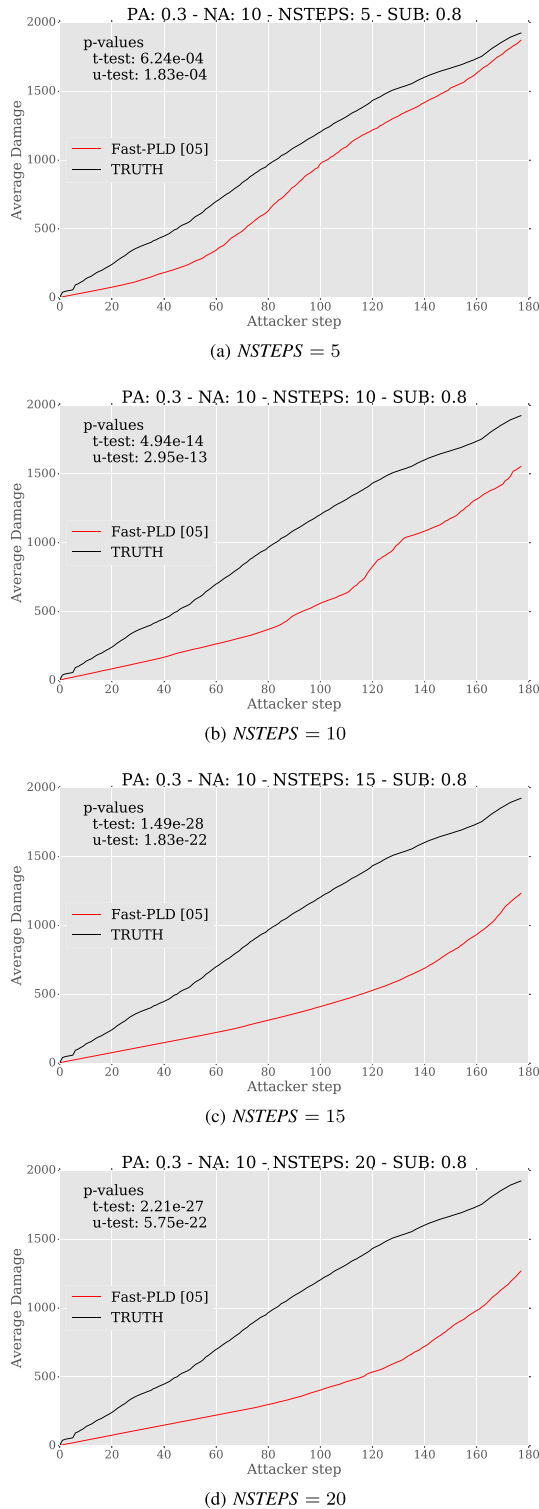 PA: 0.3 - NA: 10 - NSTEPS: 5 - SUB: 0.8
p-values
t-test: 6.24e-04
u-test: 1.83e-04
Fast-PLD [05]
TRUTH
Average Damage
2000
1500
1000
500
0
0 20 40 60 80 100 120 140 160 180
Attacker step
(a) NSTEPS = 5
PA: 0.3 - NA: 10 - NSTEPS: 10 - SUB: 0.8
p-values
t-test: 4.94e-14
u-test: 2.95e-13
Fast-PLD [05]
TRUTH
Average Damage
2000
1500
1000
500
0
0 20 40 60 80 100 120 140 160 180
Attacker step
(b) NSTEPS = 10
PA: 0.3 - NA: 10 - NSTEPS: 15 - SUB: 0.8
p-values
t-test: 1.49e-28
u-test: 1.83e-22
Fast-PLD [05]
TRUTH
Average Damage
2000
1500
1000
500
0
0 20 40 60 80 100 120 140 160 180
Attacker step
(c) NSTEPS = 15
PA: 0.3 - NA: 10 - NSTEPS: 20 - SUB: 0.8
p-values
t-test: 2.21e-27
u-test: 5.75e-22
Fast-PLD [05]
TRUTH
Average Damage
2000
1500
1000
500
0
0 20 40 60 80 100 120 140 160 180
Attacker step
(d) NSTEPS = 20